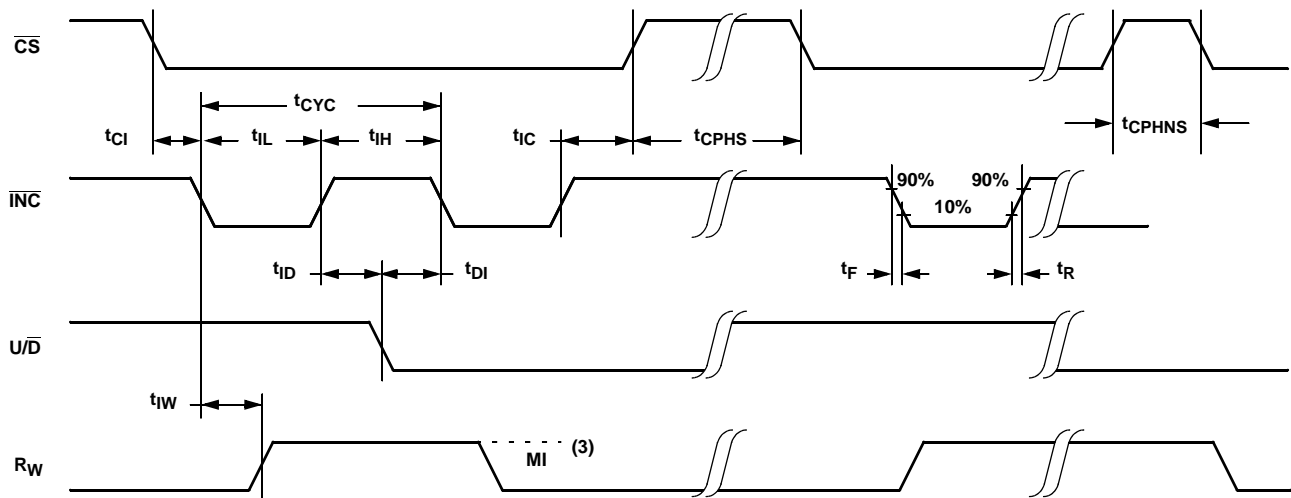 CS
tCYC
tCI
tIL
tIH
tIC
tCPHS
tCPHNS
INC
90%
90%
10%
tID
tDI
tF
tR
U/D
tIW
RW
MI
(3)